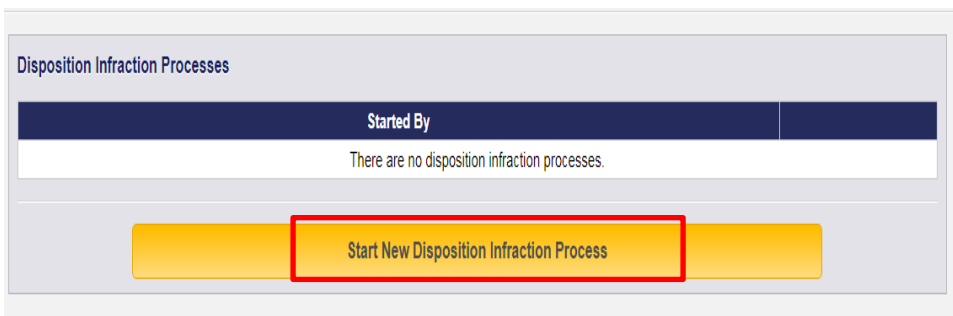 Disposition Infraction Processes
Started By
There are no disposition infraction processes.
Start New Disposition Infraction Process